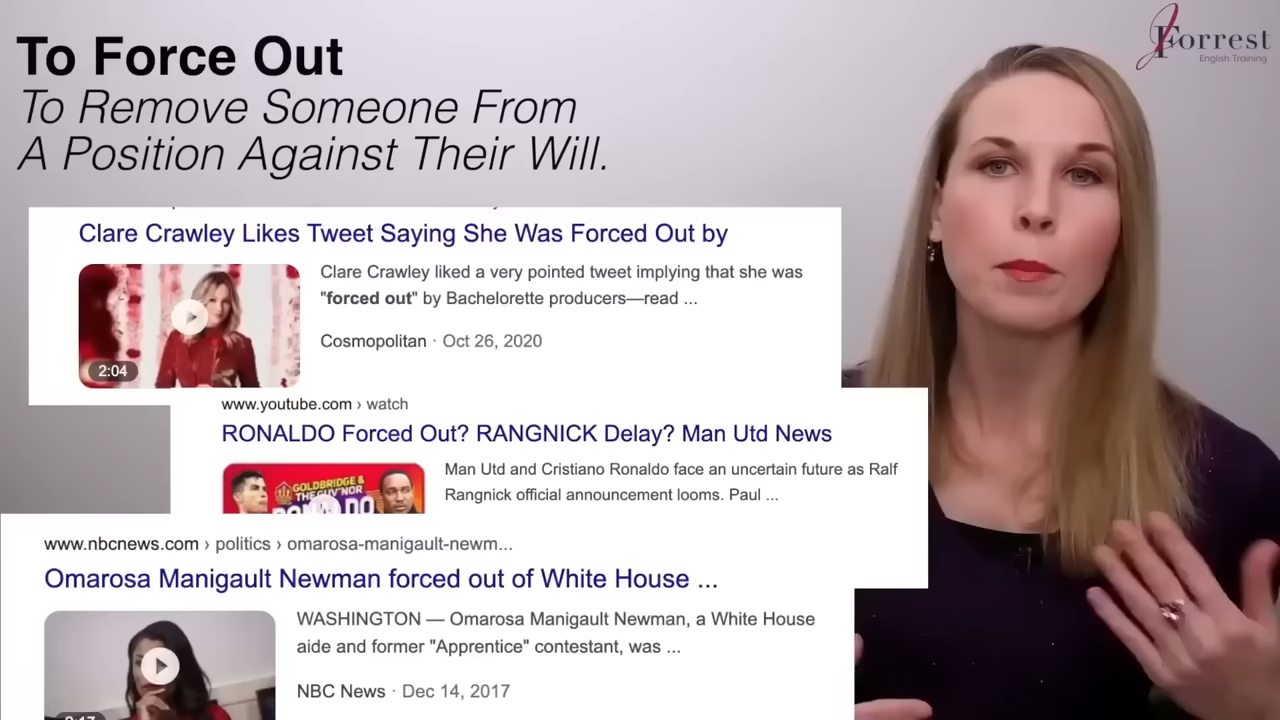 To Force Out
To Remove Someone From
A Position Against Their Will.
JForrest
English Training
Clare Crawley Likes Tweet Saying She Was Forced Out by
Clare Crawley liked a very pointed tweet implying that she was
"forced out" by Bachelorette producers—read ...
Cosmopolitan · Oct 26, 2020
2:04
www.youtube.com › watch
RONALDO Forced Out? RANGNICK Delay? Man Utd News
Man Utd and Cristiano Ronaldo face an uncertain future as Ralf
Rangnick official announcement looms. Paul ...
GOLDBRIDGE &
THE GUV'NOR
www.nbcnews.com › politics › omarosa-manigault-newm...
Omarosa Manigault Newman forced out of White House ...
WASHINGTON — Omarosa Manigault Newman, a White House
aide and former "Apprentice" contestant, was ...
NBC News · Dec 14, 2017